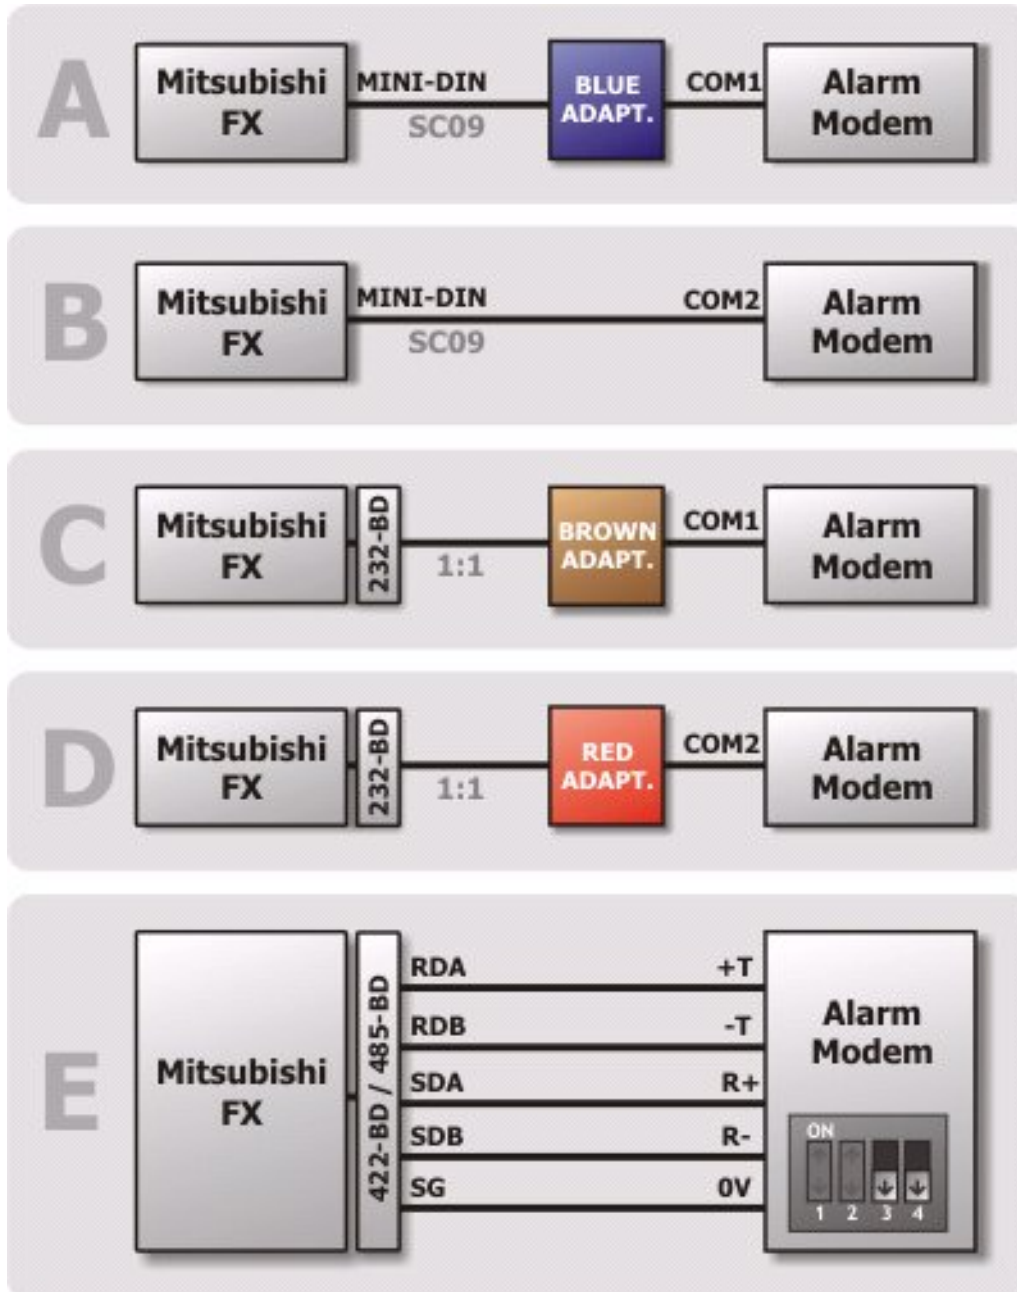 A
Mitsubishi
FX
MINI-DIN
SC09
BLUE
ADAPT.
COM1
Alarm
Modem
B
Mitsubishi
FX
MINI-DIN
SC09
COM2
Alarm
Modem
C
Mitsubishi
FX
232-BD
1:1
BROWN
ADAPT.
COM1
Alarm
Modem
D
Mitsubishi
FX
232-BD
1:1
RED
ADAPT.
COM2
Alarm
Modem
E
Mitsubishi
FX
422-BD / 485-BD
RDA +T
RDB -T
SDA R+
SDB R-
SG 0V
Alarm
Modem
ON
1 2 3 4